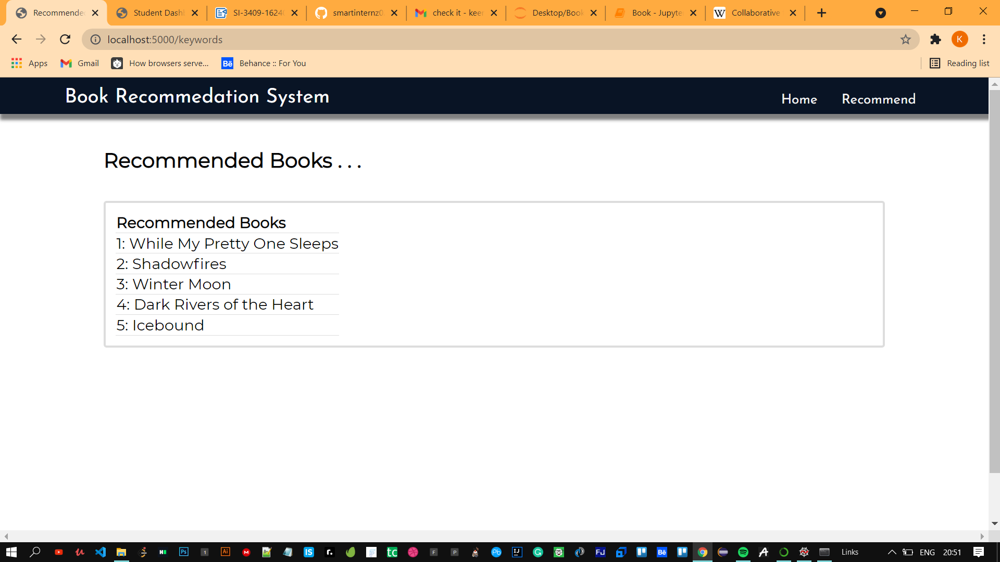 Recommende
Student Dash
SI-3409-1624
smartinternz0
check it - keer
Desktop/Book
Book - Jupyte
Collaborative
localhost:5000/keywords
K
Apps
Gmail
How browsers serve...
Bē
Behance :: For You
Reading list
Book Recommedation System
Home
Recommend
Recommended Books . . .
Recommended Books
1: While My Pretty One Sleeps
2: Shadowfires
3: Winter Moon
4: Dark Rivers of the Heart
5: Icebound
Links
ENG
20:51